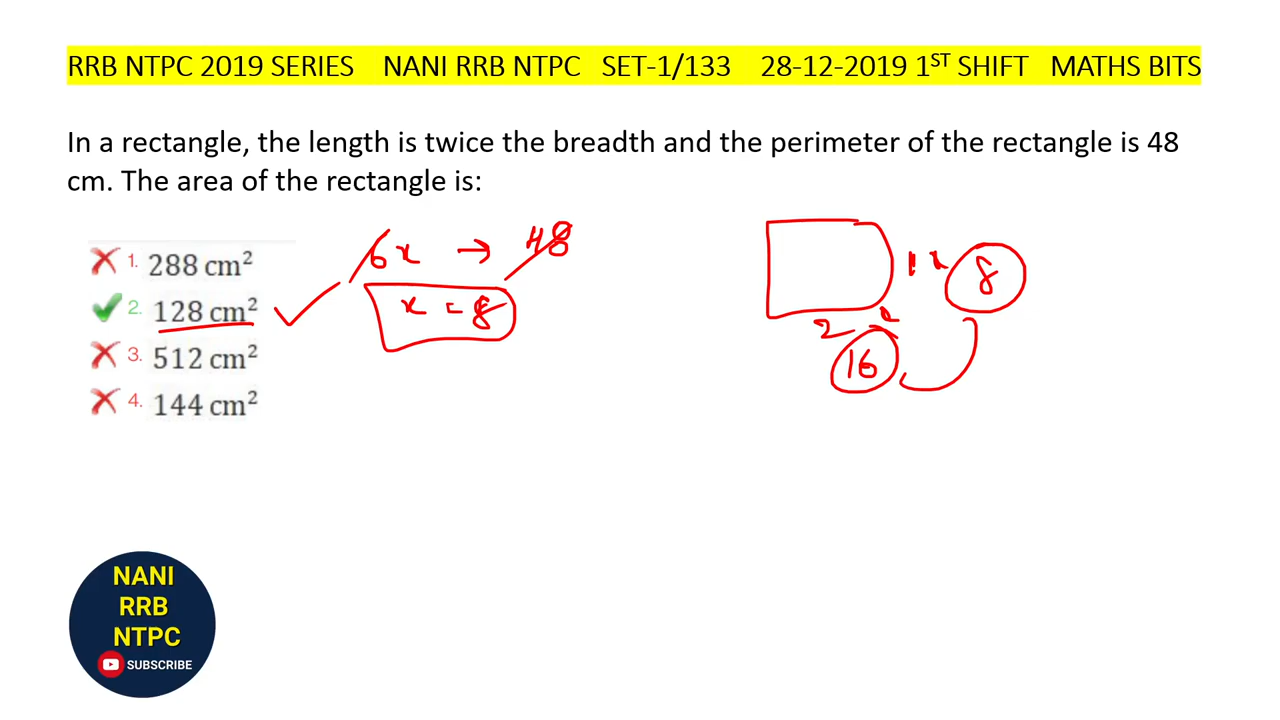 RRB NTPC 2019 SERIES NANI RRB NTPC SET-1/133 28-12-2019 1ST SHIFT MATHS BITS
In a rectangle, the length is twice the breadth and the perimeter of the rectangle is 48
cm. The area of the rectangle is:
1. 288 cm²
2. 128 cm²
3. 512 cm²
4. 144 cm²
6x → 48
x = 8
1x 8
2x
16
NANI
RRB
NTPC
SUBSCRIBE